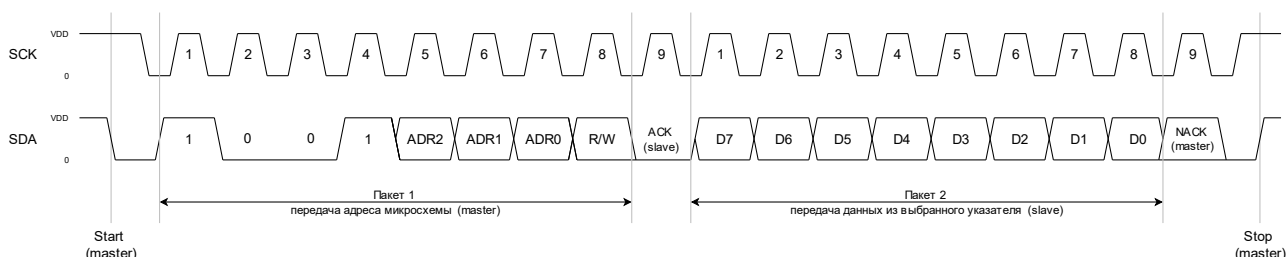 VDD
SCK 1 2 3 4 5 6 7 8 9 1 2 3 4 5 6 7 8 9
0
VDD
SDA 1 0 0 1 ADR2 ADR1 ADR0 R/W ACK D7 D6 D5 D4 D3 D2 D1 D0 NACK
(slave) (master)
0
Пакет 1 Пакет 2
передача адреса микросхемы (master) передача данных из выбранного указателя (slave)
Start Stop
(master) (master)